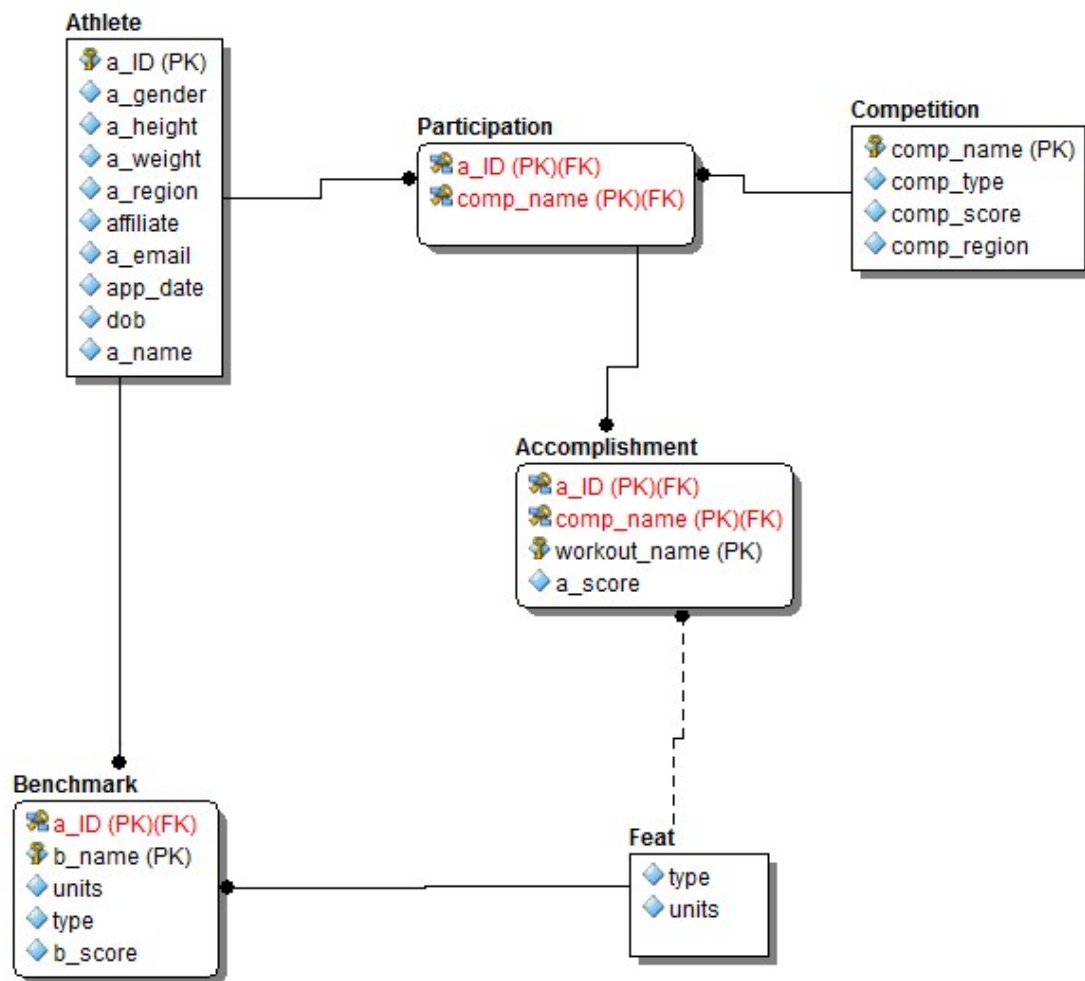 Athlete
a_ID (PK)
a_gender
a_height
a_weight
a_region
affiliate
a_email
app_date
dob
a_name
Participation
a_ID (PK)(FK)
comp_name (PK)(FK)
Competition
comp_name (PK)
comp_type
comp_score
comp_region
Accomplishment
a_ID (PK)(FK)
comp_name (PK)(FK)
workout_name (PK)
a_score
Benchmark
a_ID (PK)(FK)
b_name (PK)
units
type
b_score
Feat
type
units